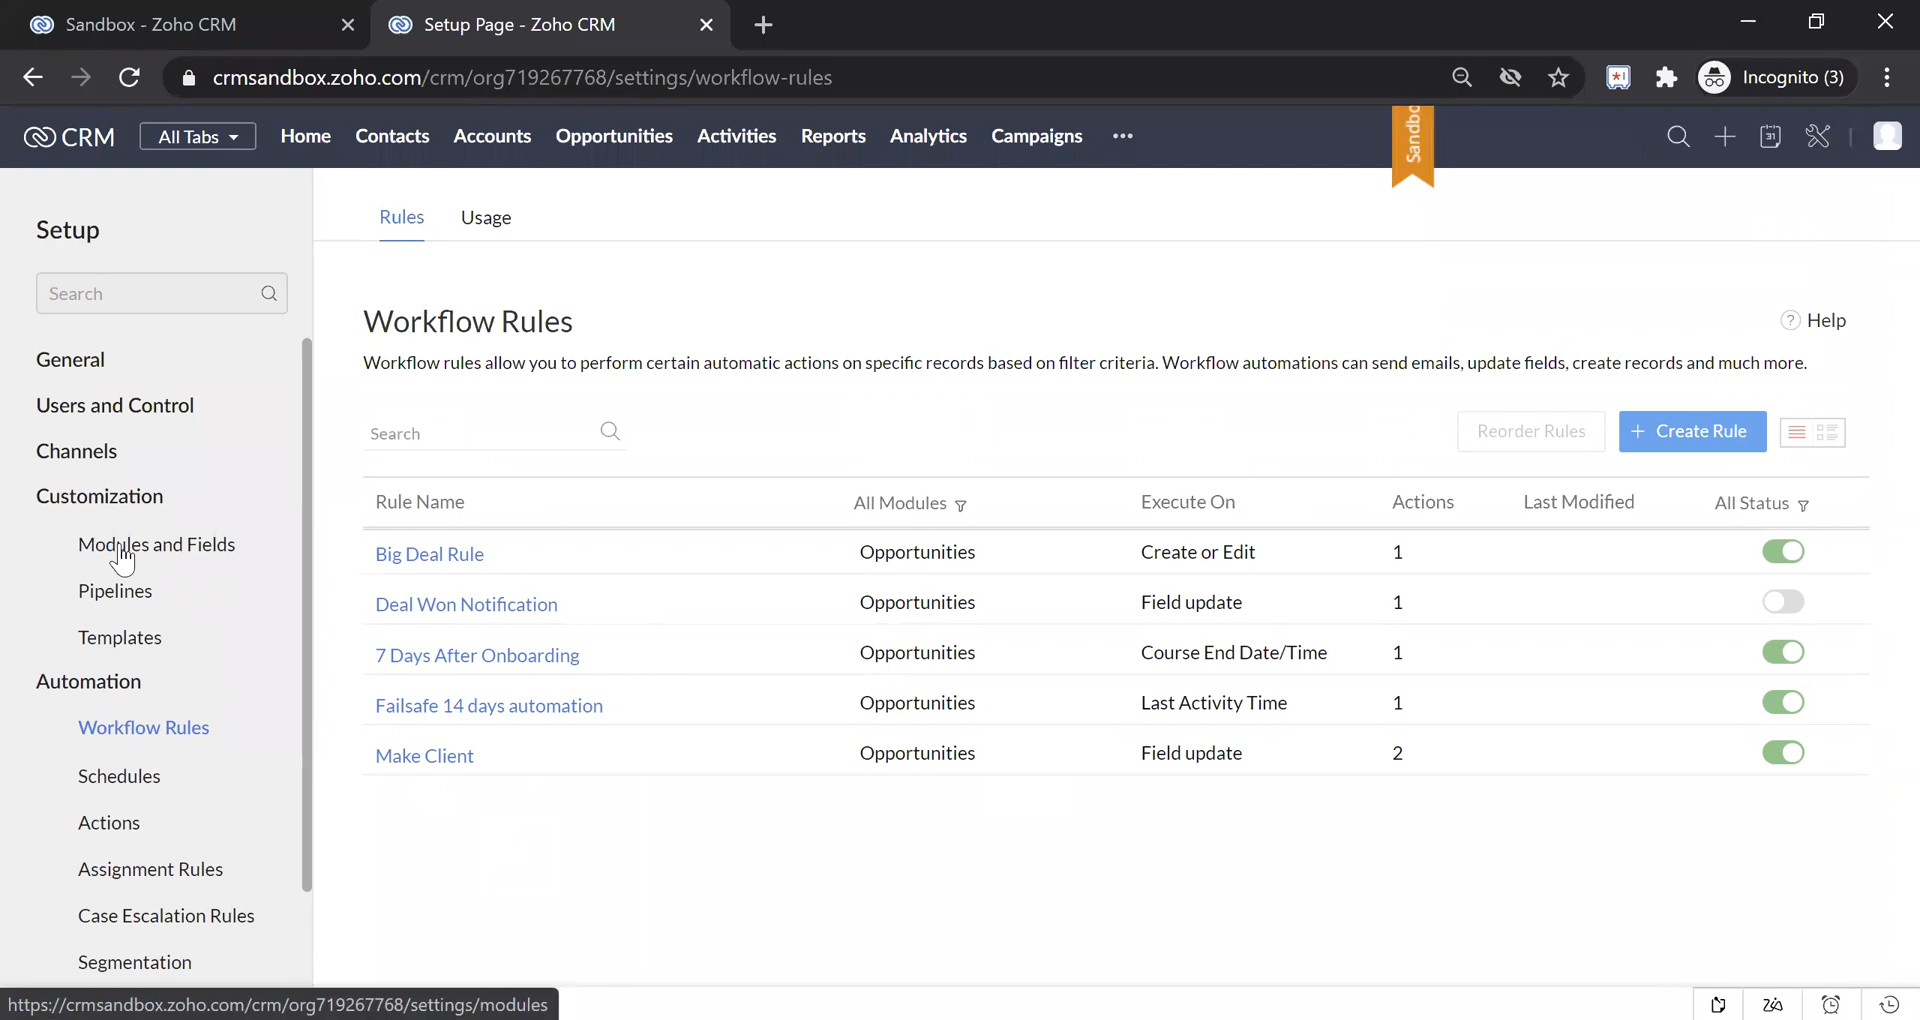 Sandbox - Zoho CRM
Setup Page - Zoho CRM
crmsandbox.zoho.com/crm/org719267768/settings/workflow-rules
Incognito (3)
CRM
All Tabs
Home
Contacts
Accounts
Opportunities
Activities
Reports
Analytics
Campaigns
Sandbo
31
Setup
Search
General
Users and Control
Channels
Customization
Modules and Fields
Pipelines
Templates
Automation
Workflow Rules
Schedules
Actions
Assignment Rules
Case Escalation Rules
Segmentation
Rules
Usage
Workflow Rules
? Help
Workflow rules allow you to perform certain automatic actions on specific records based on filter criteria. Workflow automations can send emails, update fields, create records and much more.
Search
Reorder Rules
+ Create Rule
Rule Name All Modules Execute On Actions Last Modified All Status
Big Deal Rule Opportunities Create or Edit 1
Deal Won Notification Opportunities Field update 1
7 Days After Onboarding Opportunities Course End Date/Time 1
Failsafe 14 days automation Opportunities Last Activity Time 1
Make Client Opportunities Field update 2
https://crmsandbox.zoho.com/crm/org719267768/settings/modules